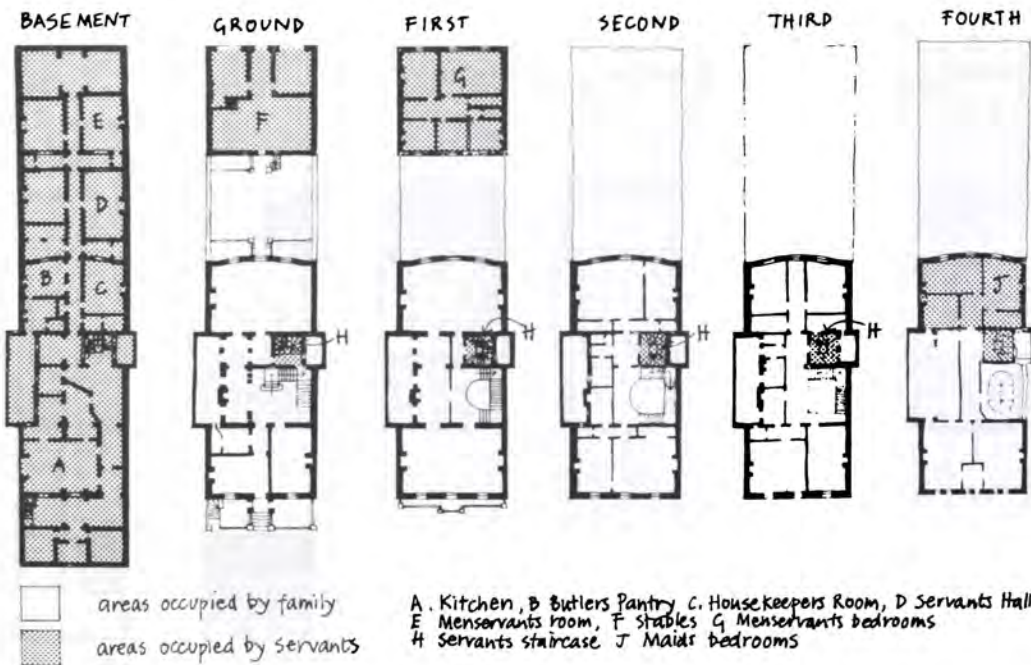 BASEMENT
GROUND
FIRST
SECOND
THIRD
FOURTH
G
E
F
D
B
C
J
H
H
H
H
A
areas occupied by family
areas occupied by servants
A. Kitchen, B Butlers Pantry, C. Housekeepers Room, D Servants Hall
E Menservants room, F Stables G Menservants bedrooms
H Servants staircase J Maids bedrooms